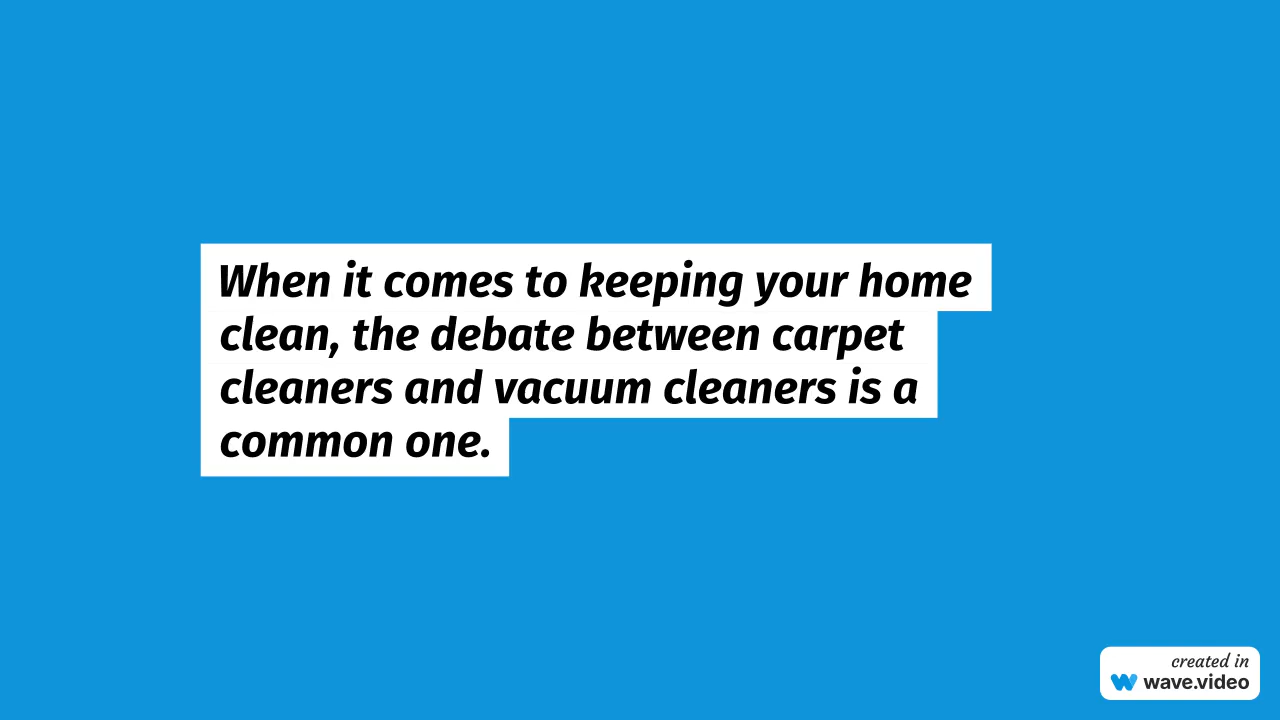 When it comes to keeping your home
clean, the debate between carpet
cleaners and vacuum cleaners is a
common one.
created in
wave.video